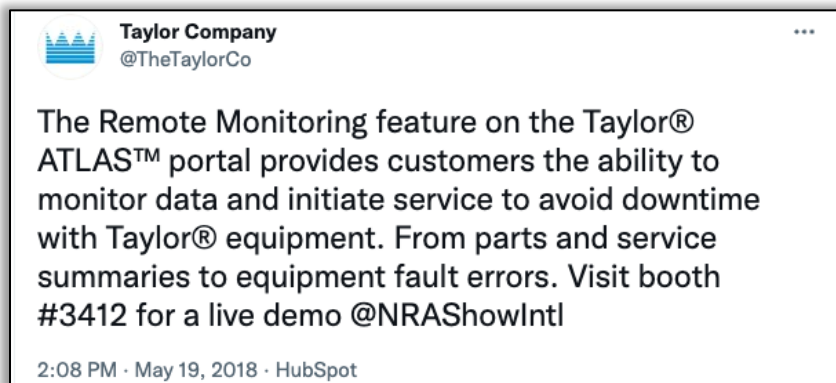 Taylor Company
@TheTaylorCo
The Remote Monitoring feature on the Taylor®
ATLAS™ portal provides customers the ability to
monitor data and initiate service to avoid downtime
with Taylor® equipment. From parts and service
summaries to equipment fault errors. Visit booth
#3412 for a live demo @NRAShowIntl
2:08 PM · May 19, 2018 · HubSpot